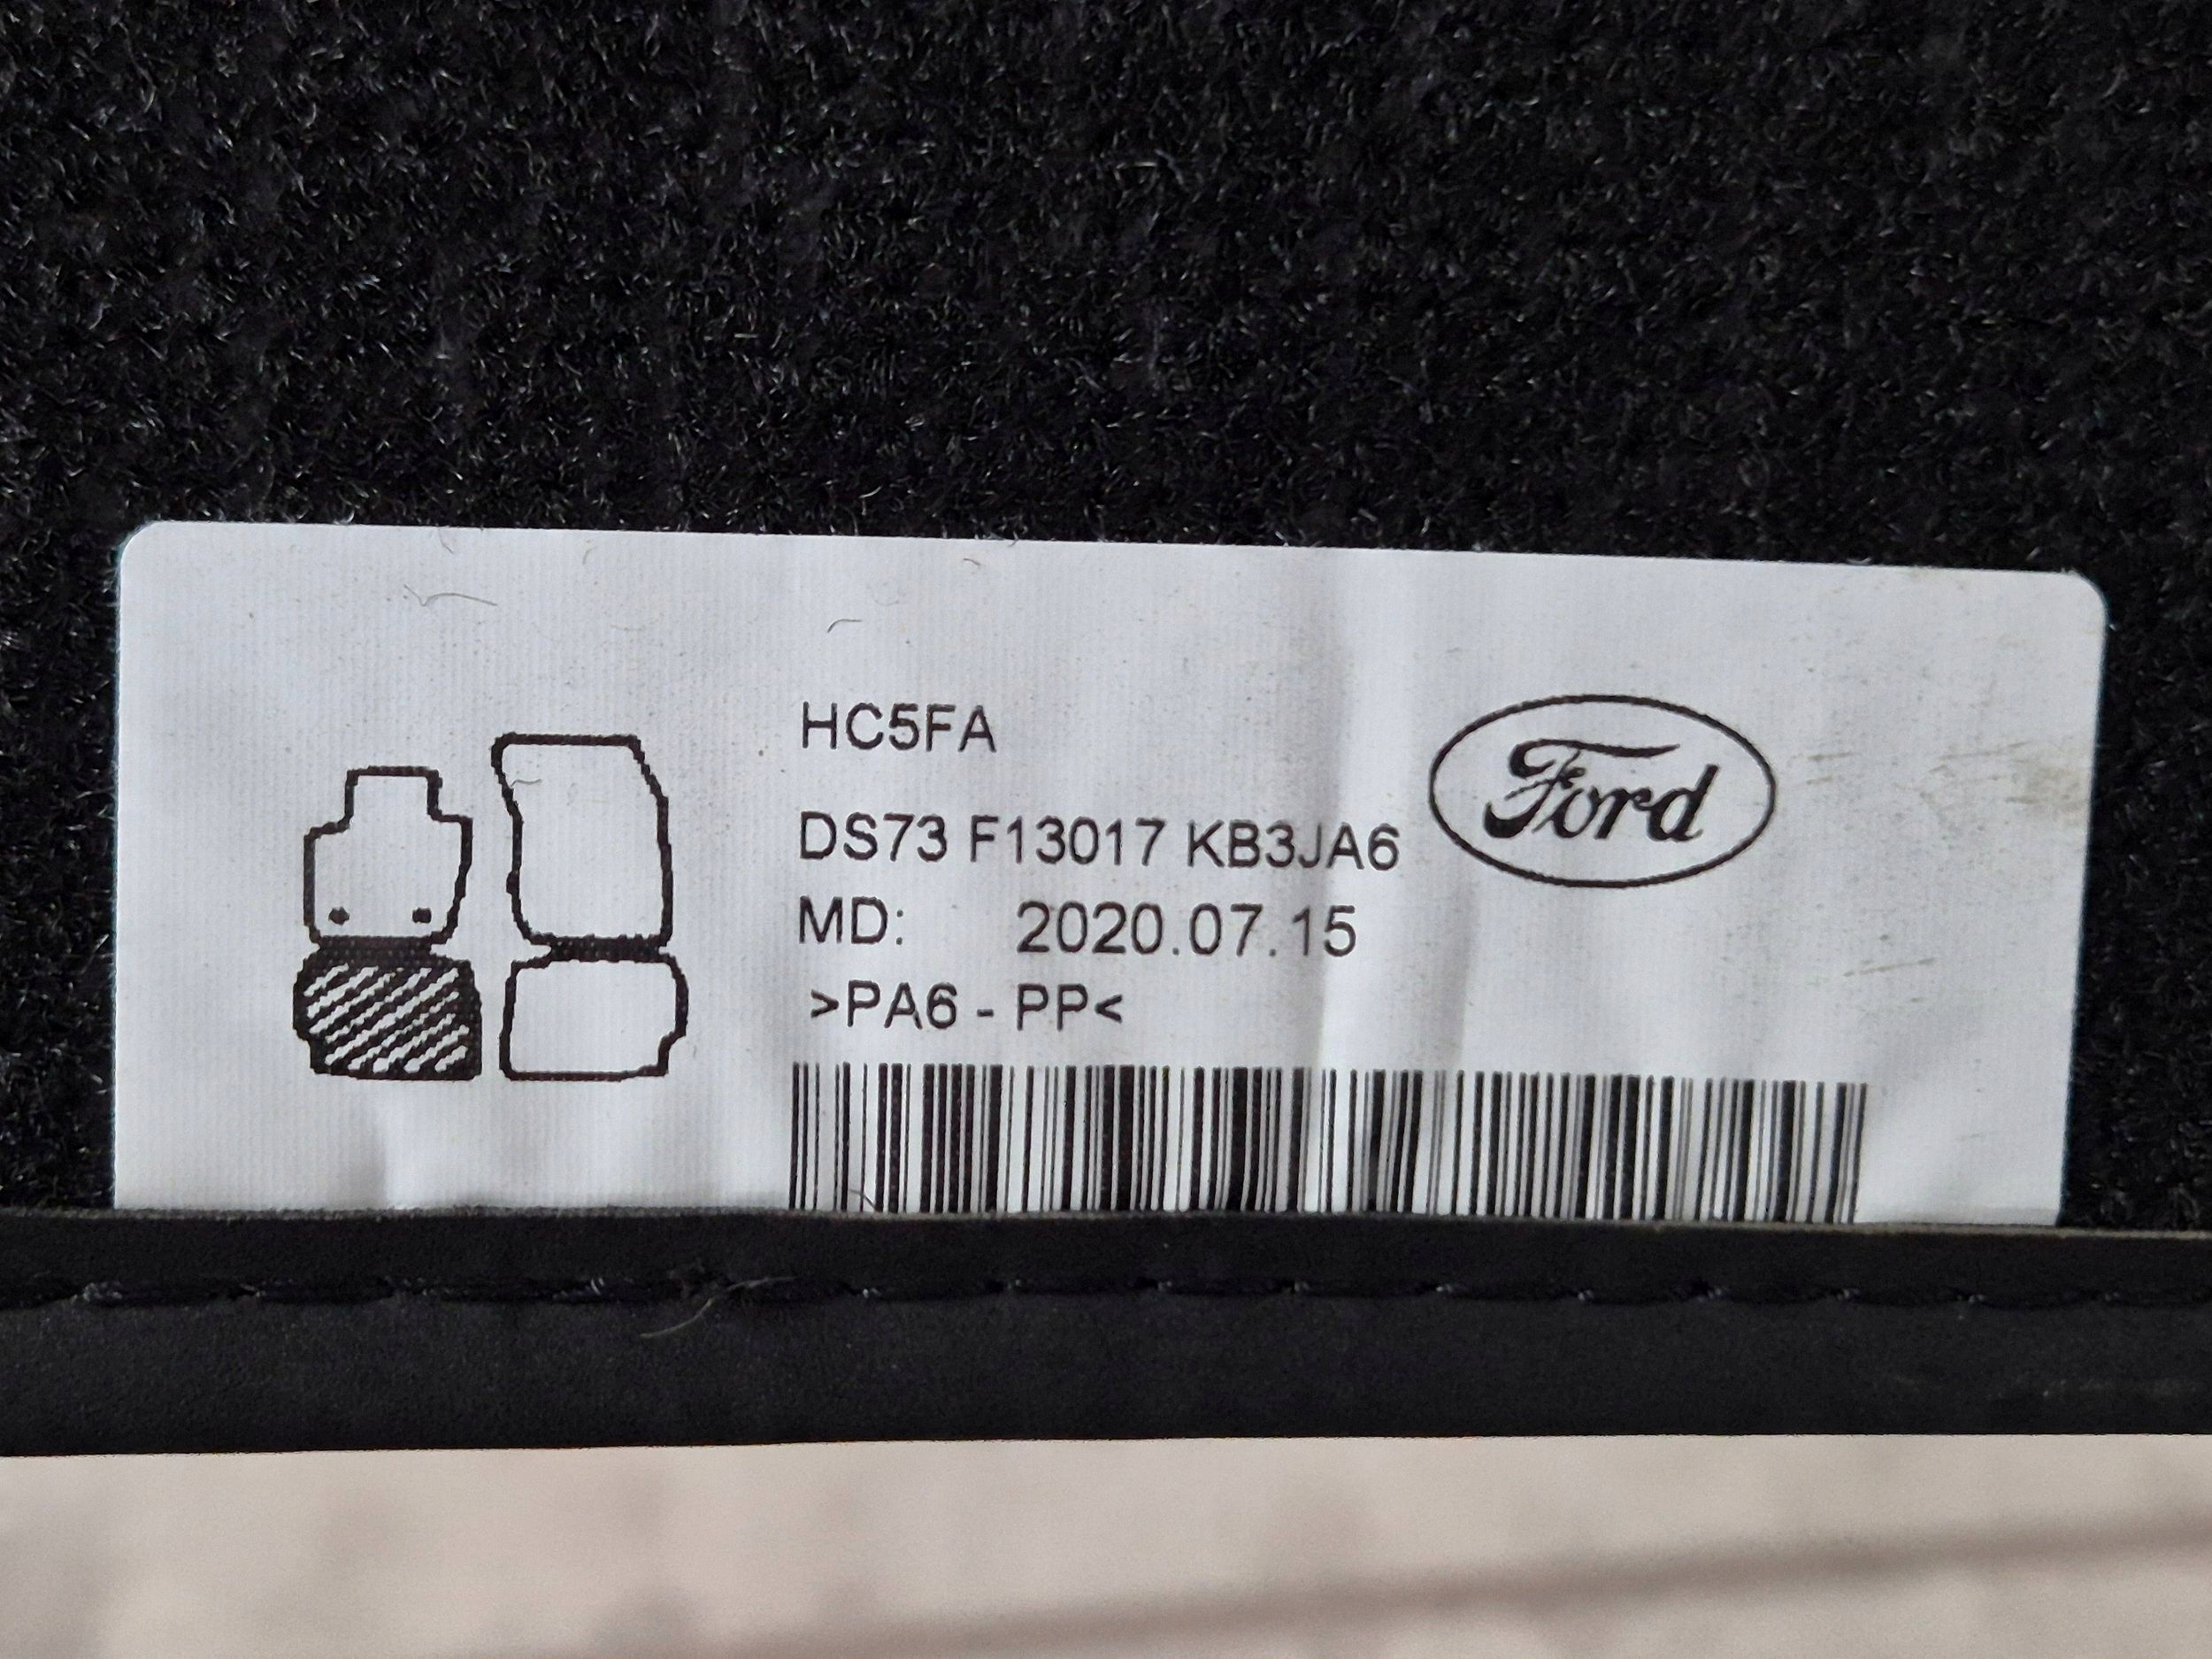 HC5FA
Ford
DS73 F13017 KB3JA6
MD: 2020.07.15
>PA6 - PP<